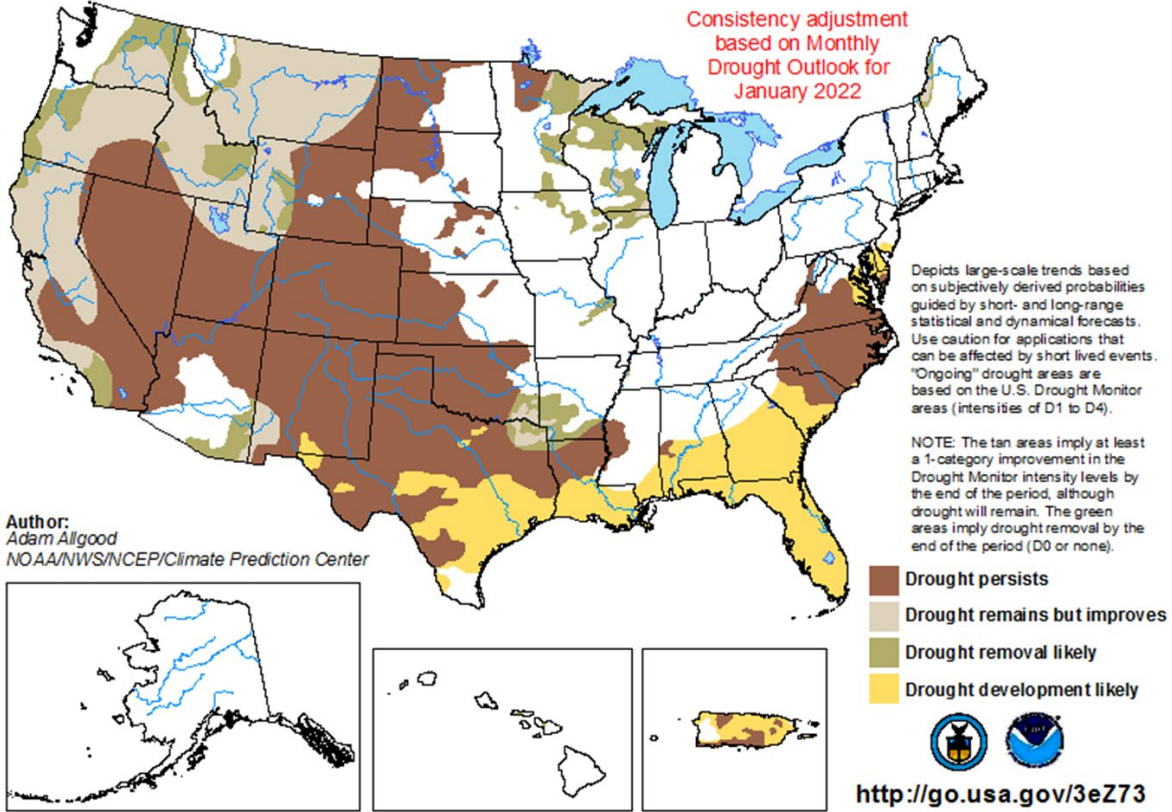 Consistency adjustment
based on Monthly
Drought Outlook for
January 2022
Depicts large-scale trends based
on subjectively derived probabilities
guided by short- and long-range
statistical and dynamical forecasts.
Use caution for applications that
can be affected by short lived events.
"Ongoing" drought areas are
based on the U.S. Drought Monitor
areas (intensities of D1 to D4).
NOTE: The tan areas imply at least
a 1-category improvement in the
Drought Monitor intensity levels by
the end of the period, although
drought will remain. The green
areas imply drought removal by the
end of the period (D0 or none).
Author:
Adam Allgood
NOAA/NWS/NCEP/Climate Prediction Center
Drought persists
Drought remains but improves
Drought removal likely
Drought development likely
http://go.usa.gov/3eZ73